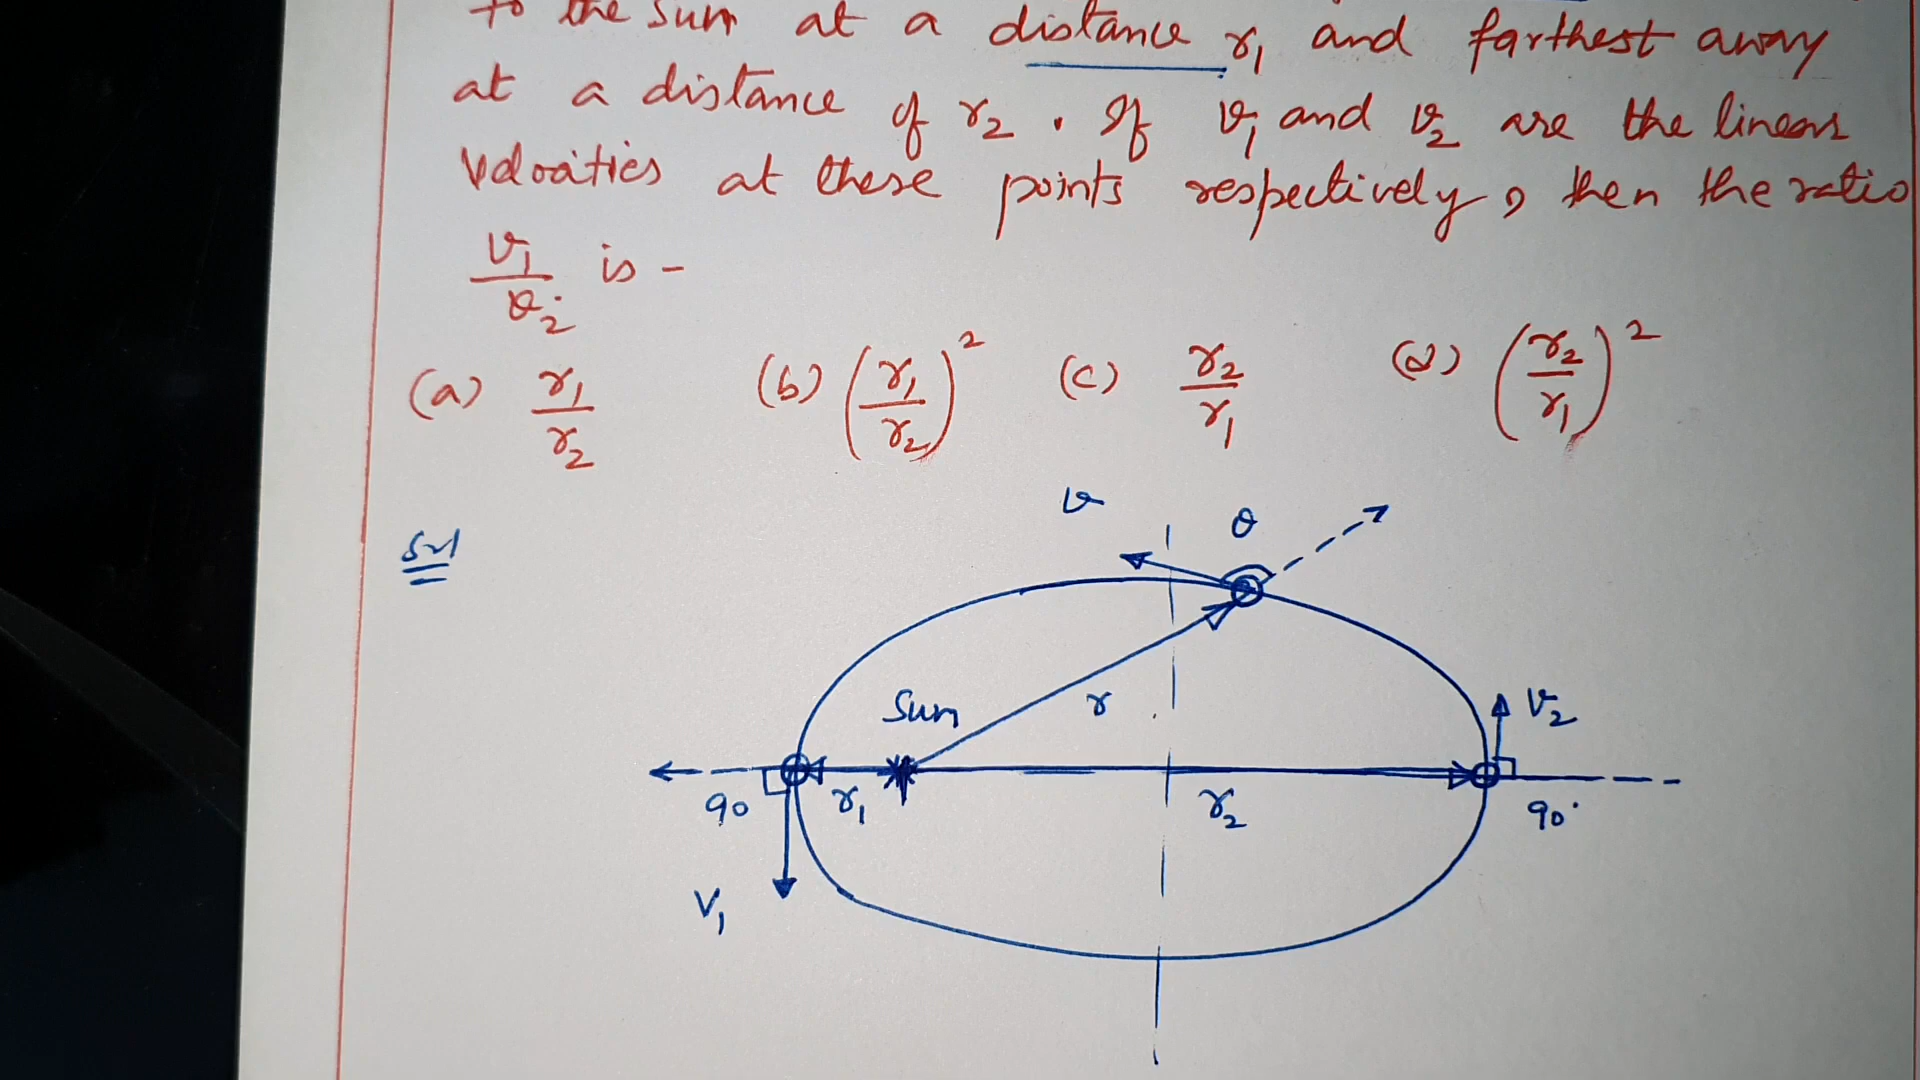 to the sun at a distance r₁ and farthest away
at a distance of r₂ . If v₁ and v₂ are the linear
velocities at these points respectively, then the ratio
v₁/v₂ is -
(a) r₁/r₂ (b) (r₁/r₂)² (c) r₂/r₁ (d) (r₂/r₁)²
Sol
v θ
Sun r v₂
90 r₁ r₂ 90°
V₁